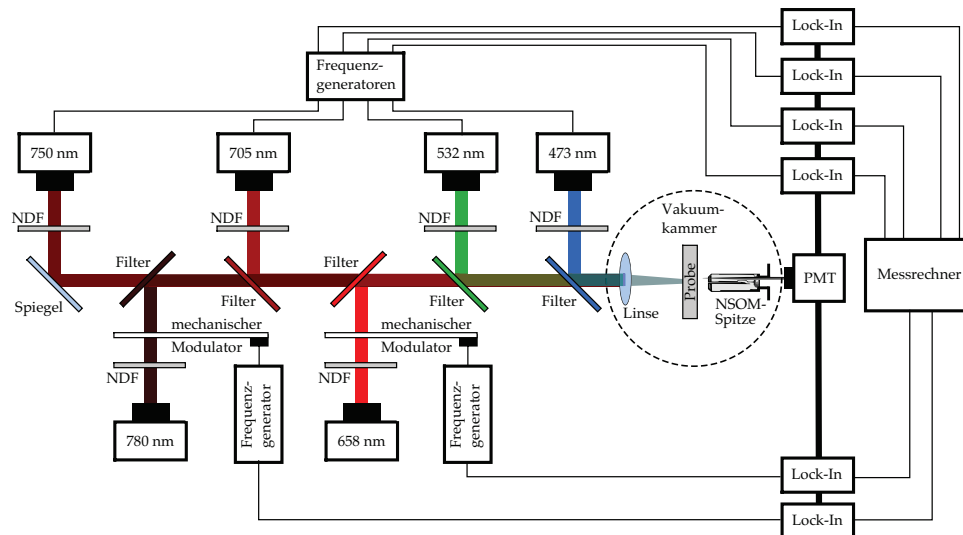 Lock-In
Frequenz-
generatoren
Lock-In
Lock-In
Lock-In
750 nm
705 nm
532 nm
473 nm
NDF
NDF
NDF
NDF
Vakuum-
kammer
Filter
Filter
Spiegel
Filter
Filter
Filter
Linse
Probe
NSOM-
Spitze
PMT
Messrechner
mechanischer
Modulator
mechanischer
Modulator
NDF
NDF
Frequenz-
generator
Frequenz-
generator
780 nm
658 nm
Lock-In
Lock-In